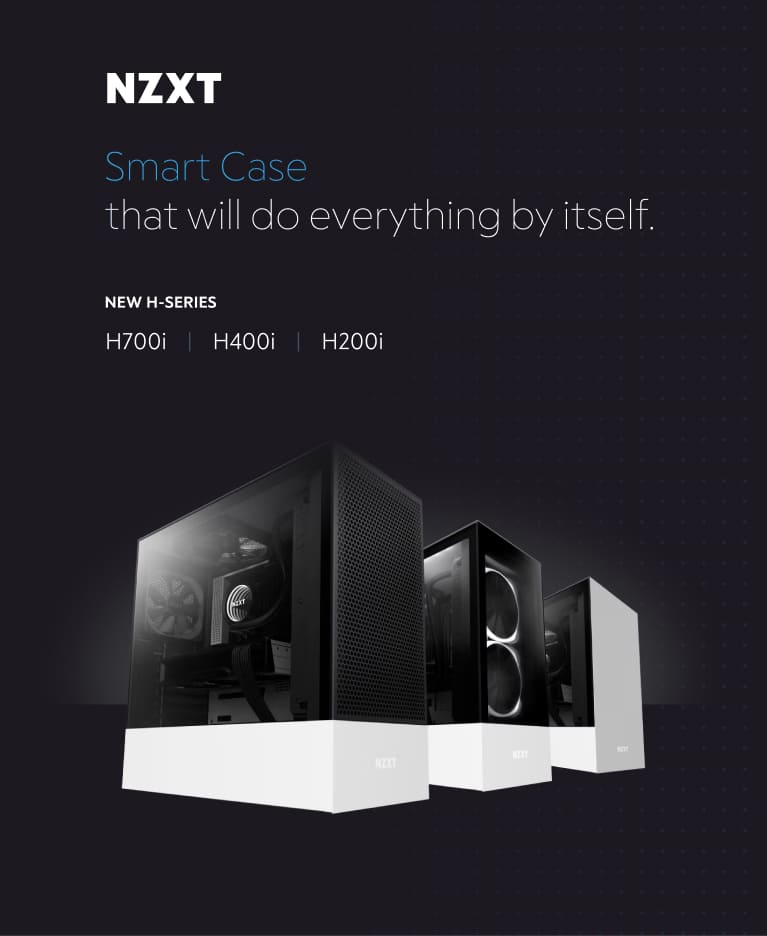 NZXT
Smart Case
that will do everything by itself.
NEW H-SERIES
H700i | H400i | H200i
NZXT
NZXT
NZXT
NZXT